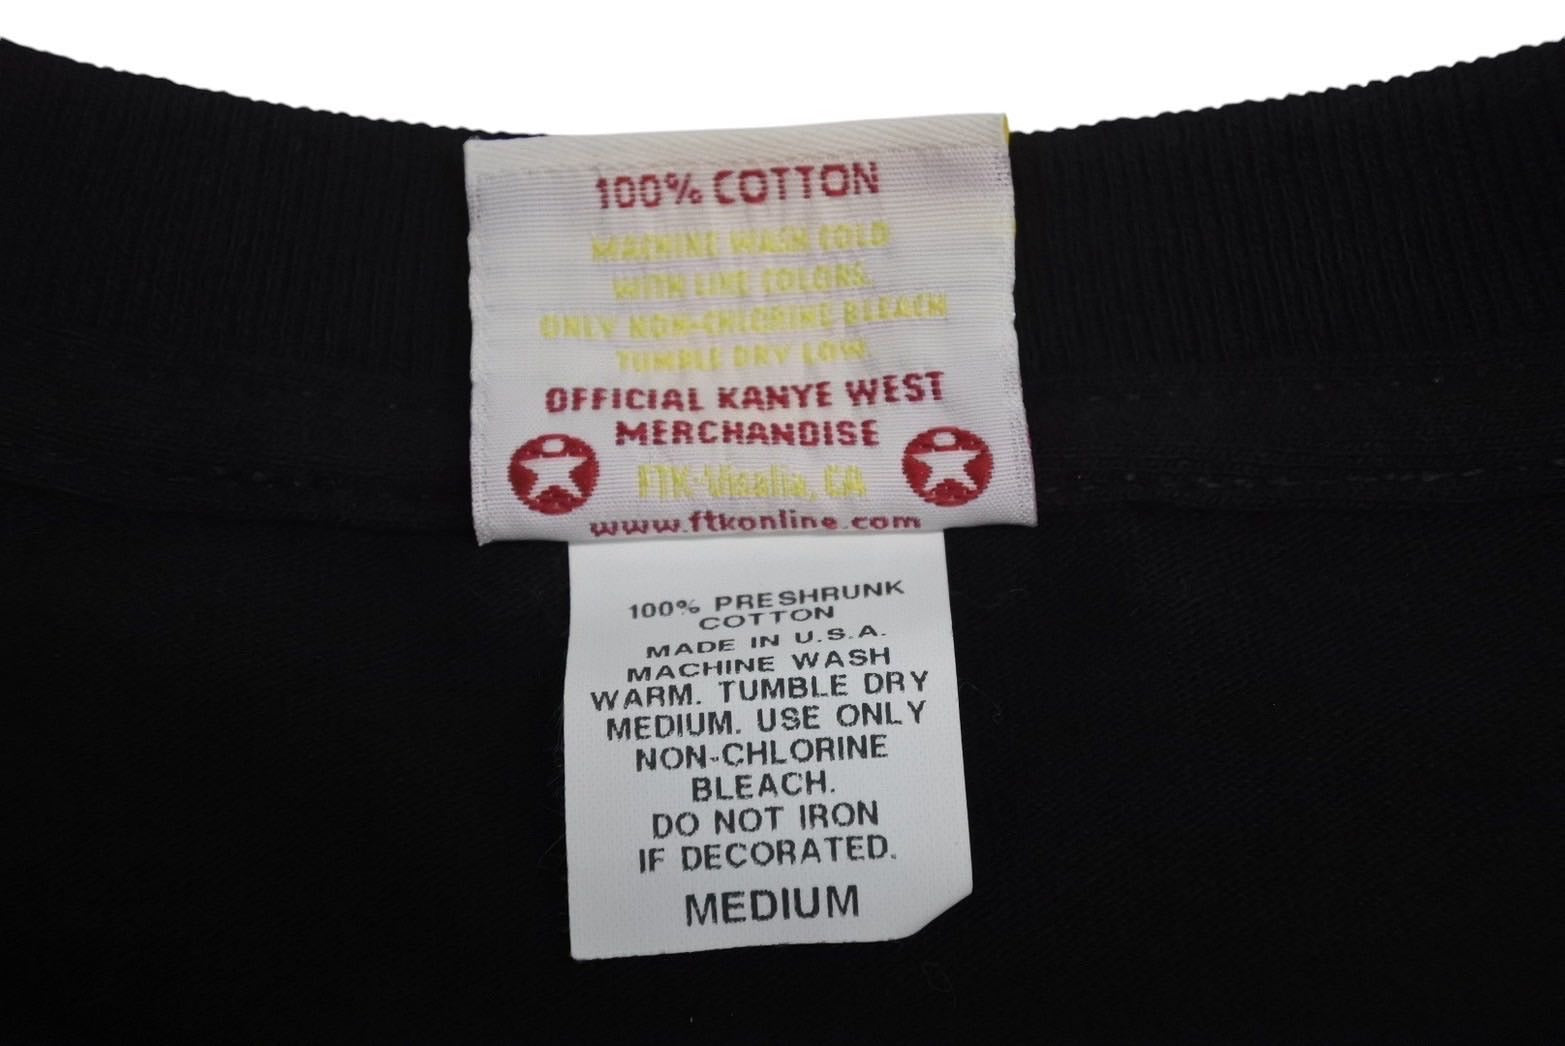 100% COTTON
MACHINE WASH COLD
WITH LIKE COLORS.
ONLY NON-CHLORINE BLEACH
TUMBLE DRY LOW
OFFICIAL KANYE WEST
MERCHANDISE
FTK-Visalia, CA
www.ftkonline.com
100% PRESHRUNK
COTTON
MADE IN U.S.A.
MACHINE WASH
WARM. TUMBLE DRY
MEDIUM. USE ONLY
NON-CHLORINE
BLEACH.
DO NOT IRON
IF DECORATED.
MEDIUM